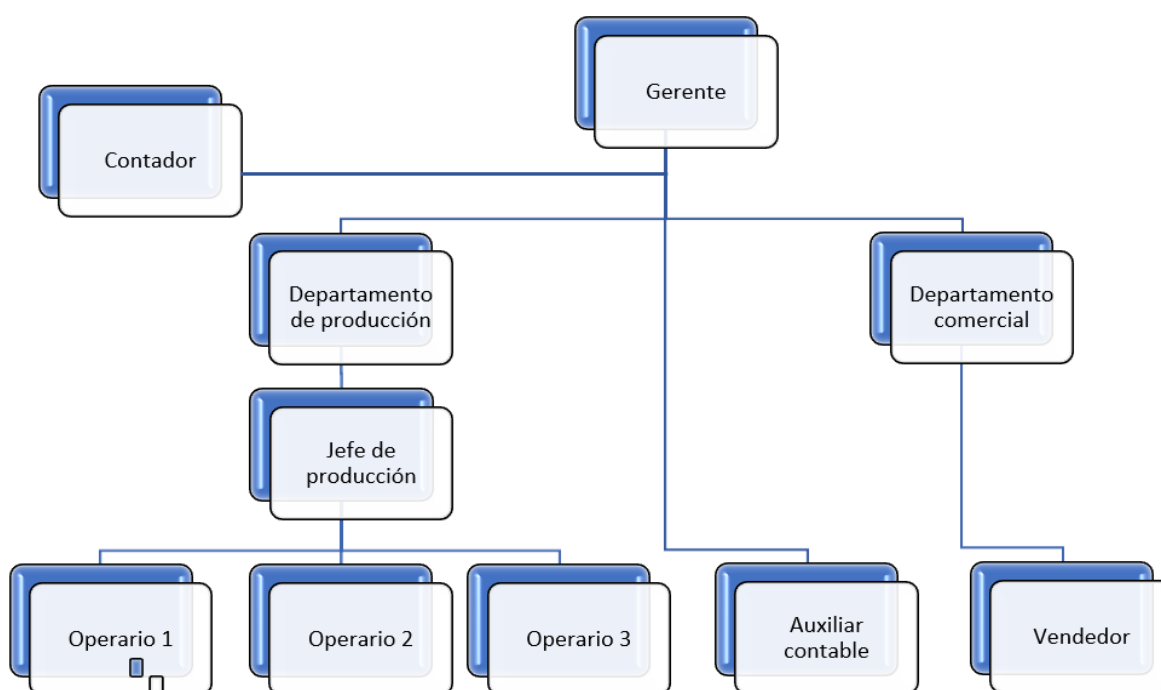 Gerente
Contador
Departamento
de producción
Departamento
comercial
Jefe de
producción
Operario 1
Operario 2
Operario 3
Auxiliar
contable
Vendedor